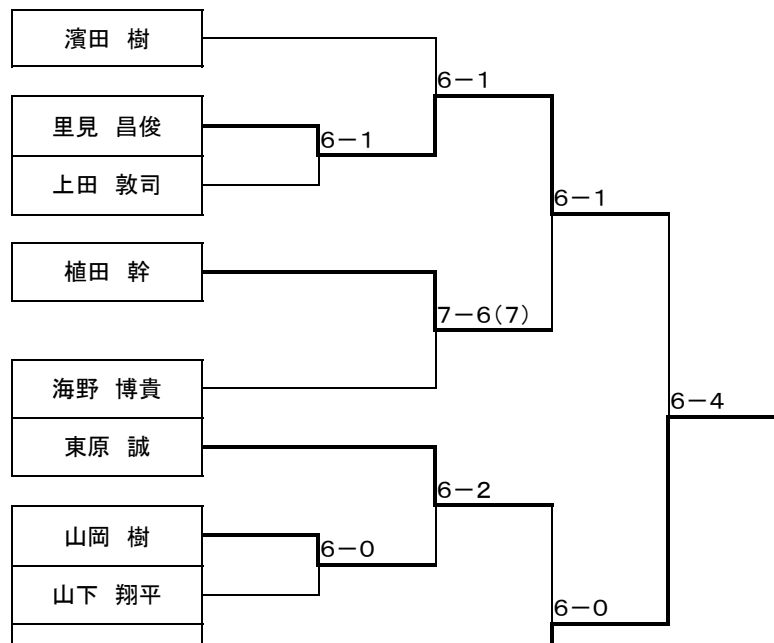 濱田 樹
6－1
里見 昌俊
6－1
上田 敦司
6－1
植田 幹
7－6（7）
海野 博貴
6－4
東原 誠
6－2
山岡 樹
6－0
山下 翔平
6－0